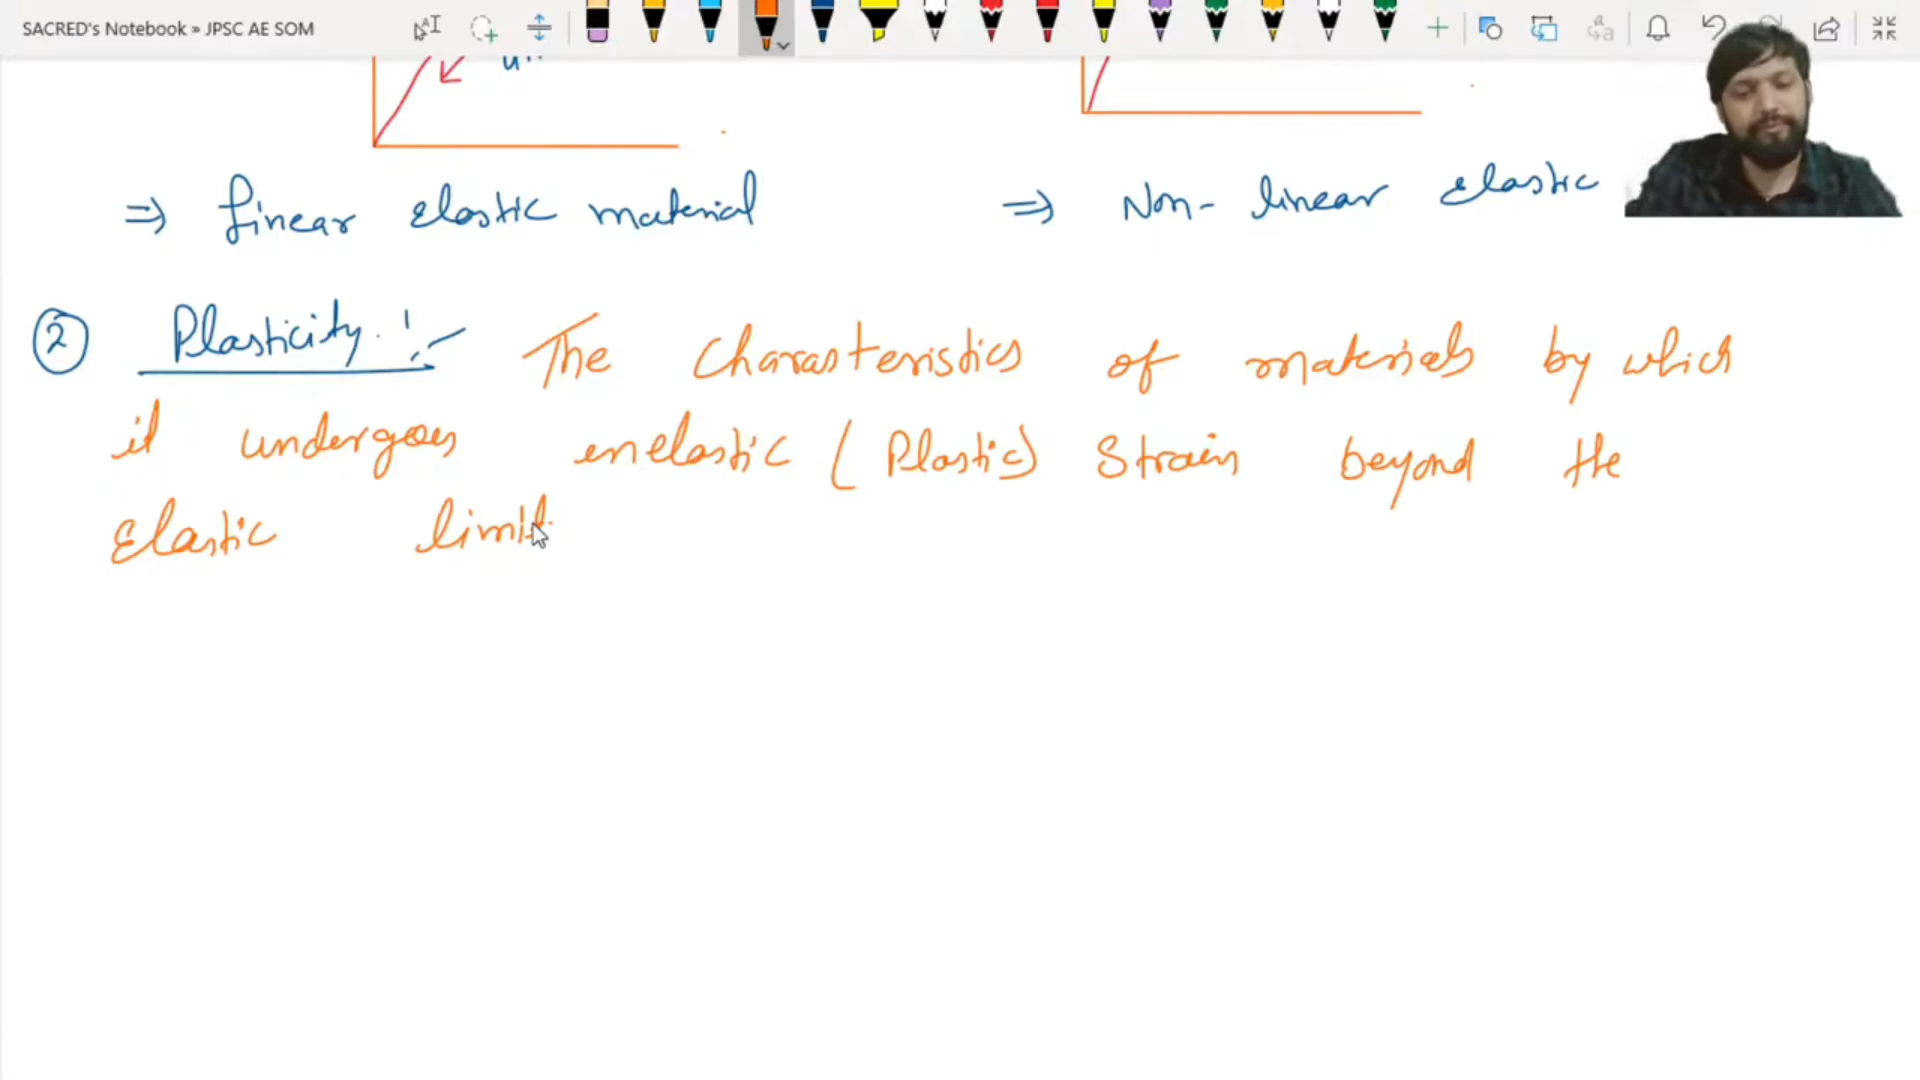 SACRED's Notebook » JPSC AE SOM
⇒ Linear elastic material
⇒ Non-linear elastic
② Plasticity :- The Characteristics of materials by which
it undergoes enelastic (Plastic) Strain beyond the
Elastic limit